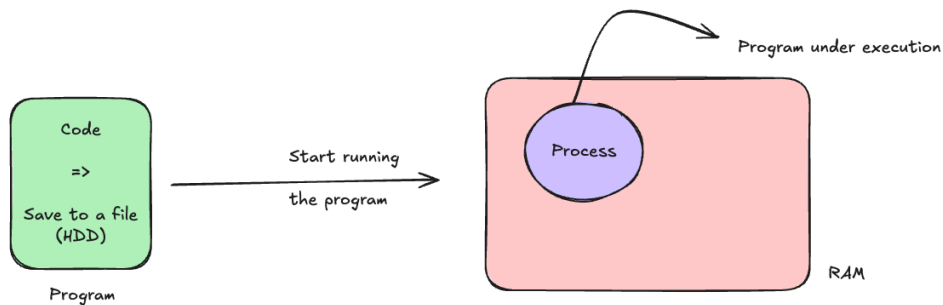 Code
=>
Save to a file
(HDD)
Program
Start running
the program
Process
Program under execution
RAM